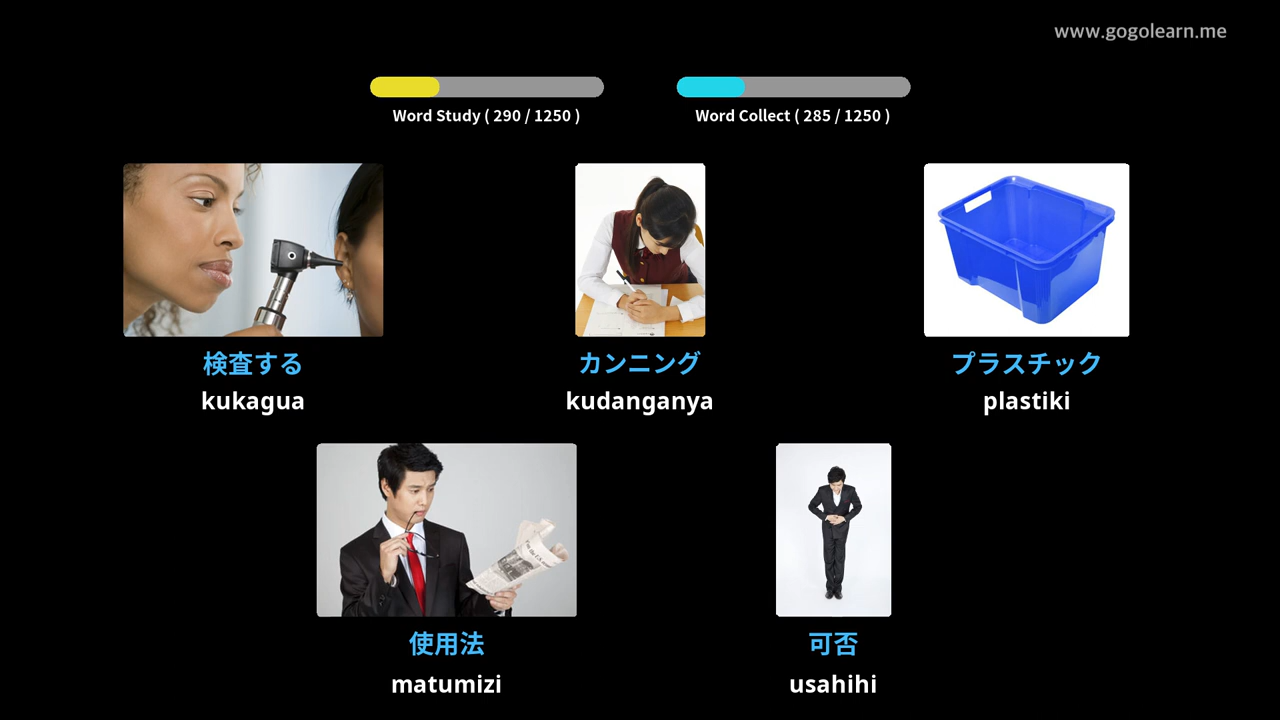 www.gogolearn.me
Word Study ( 290 / 1250 )
Word Collect ( 285 / 1250 )
検査する
kukagua
カンニング
kudanganya
プラスチック
plastiki
使用法
matumizi
可否
usahihi